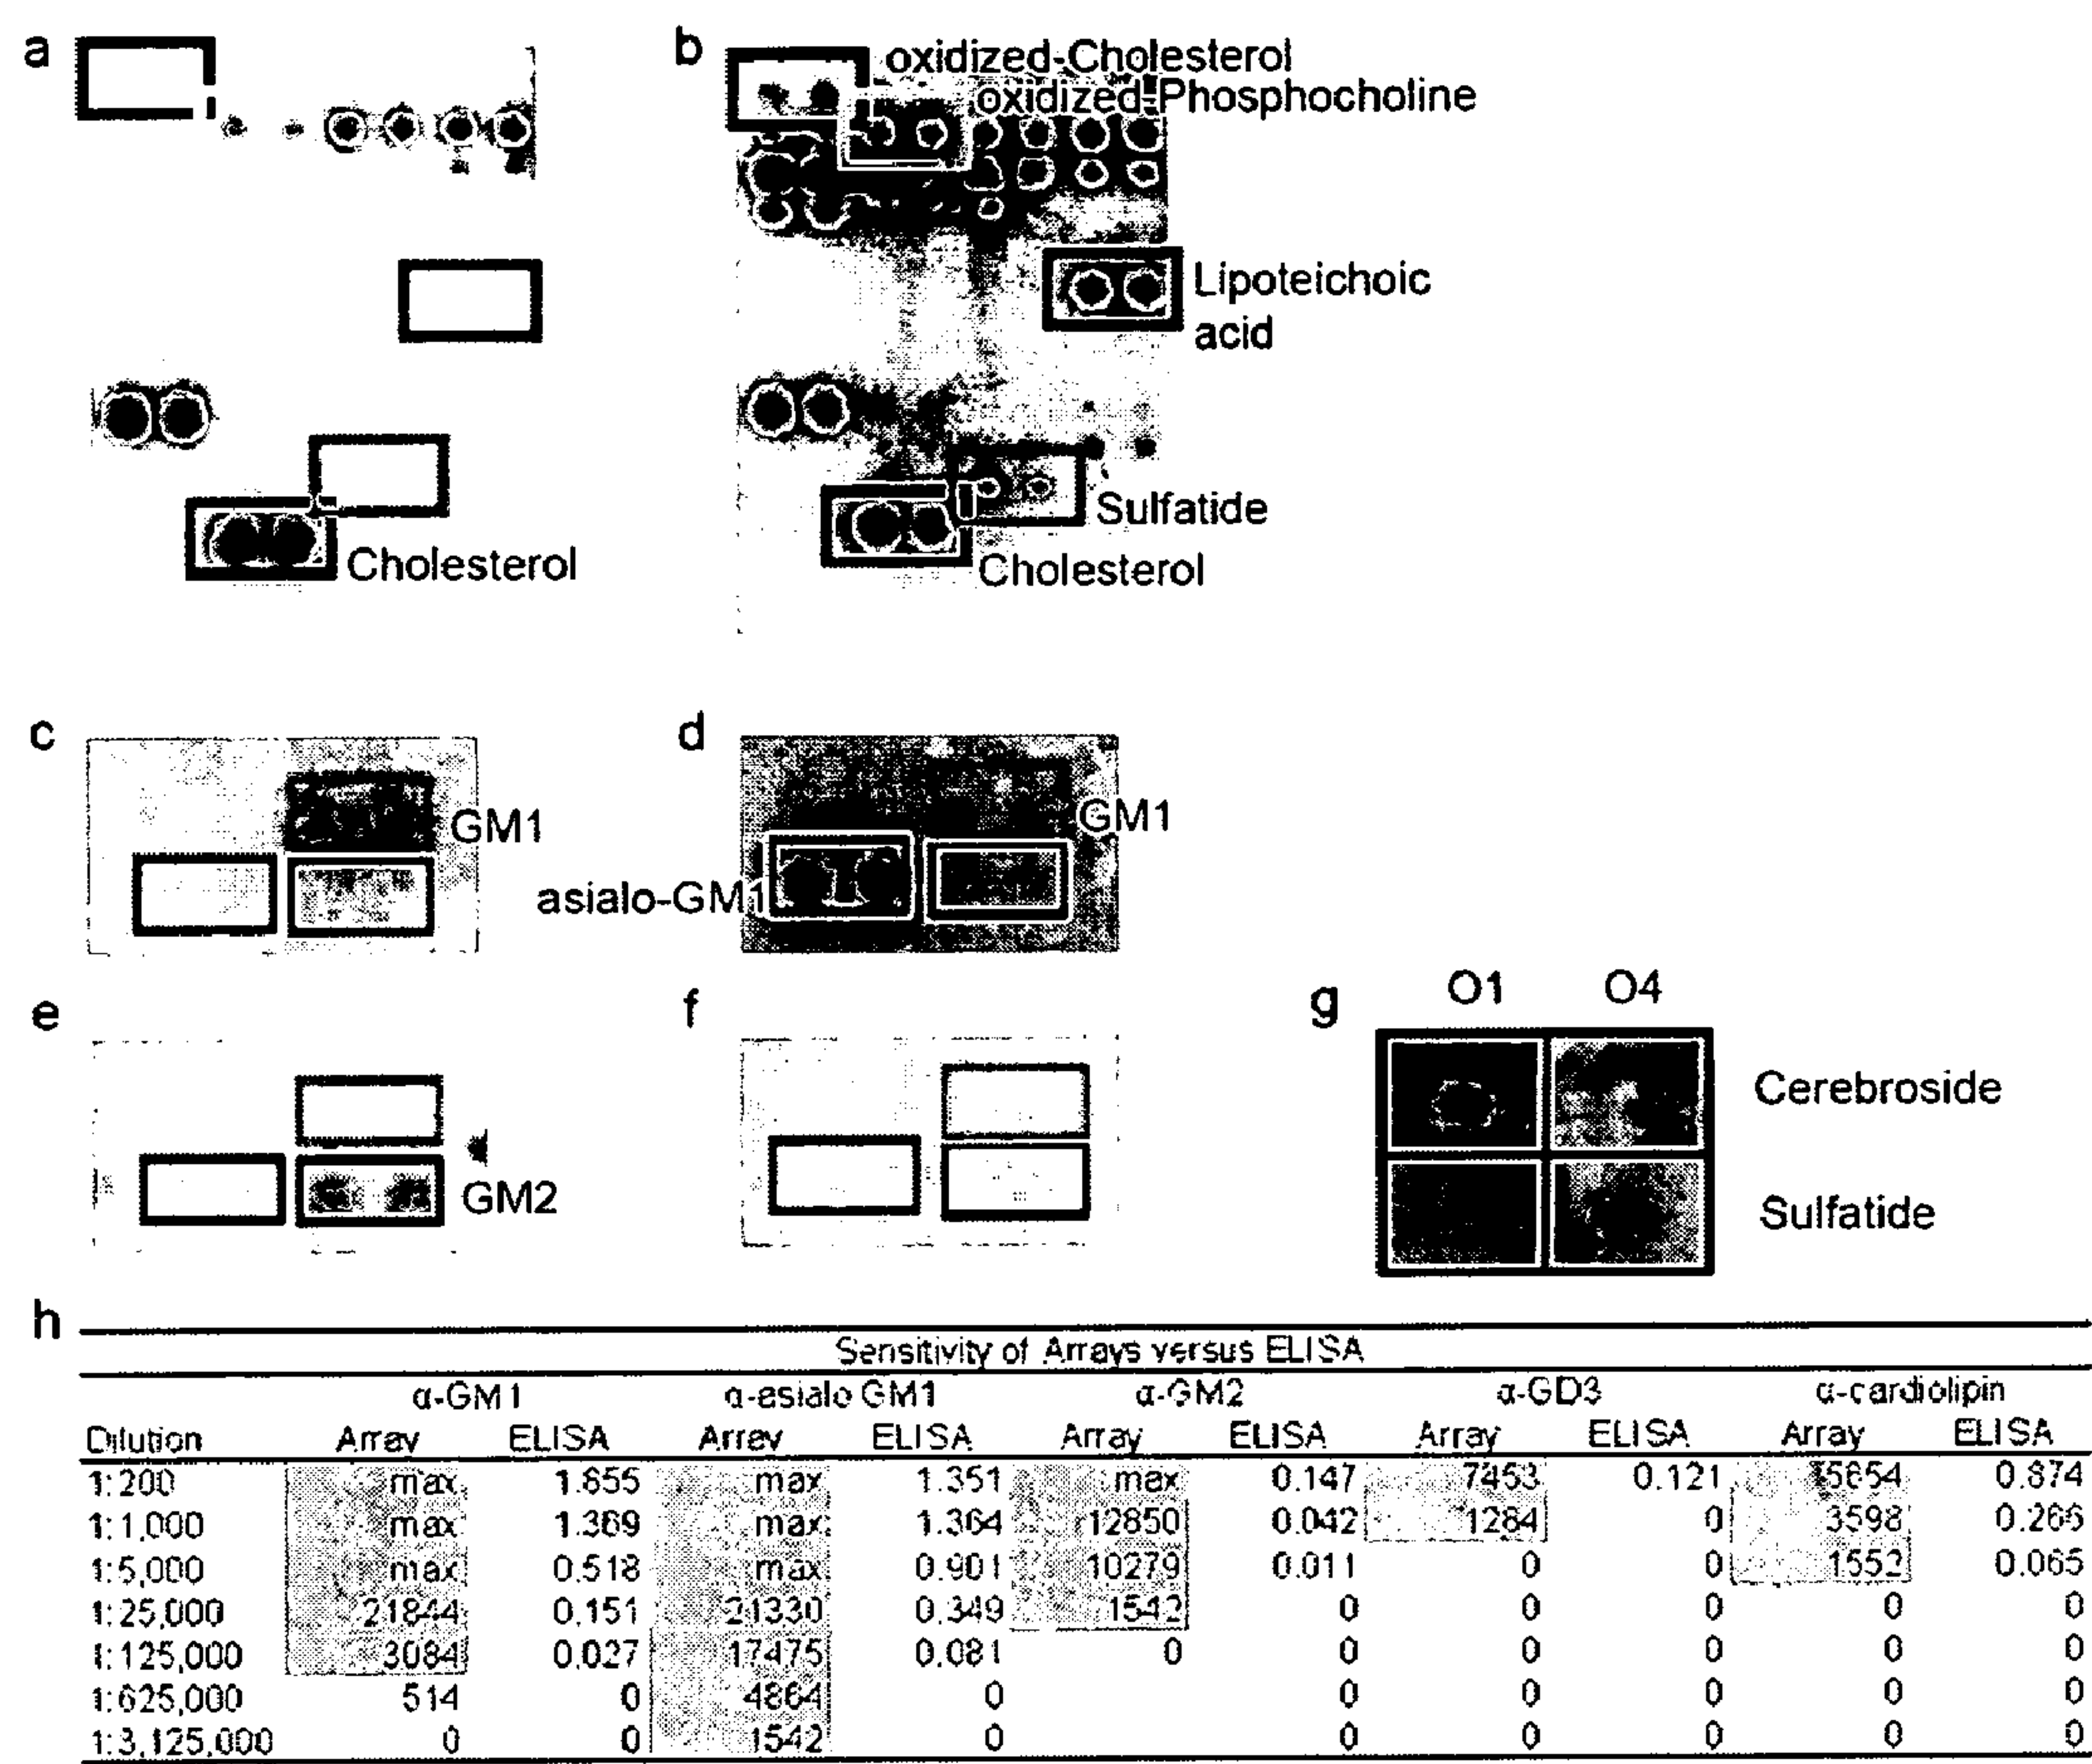 a
b
oxidized-Cholesterol
oxidized-Phosphocholine
Lipoteichoic
acid
Sulfatide
Cholesterol
Cholesterol
c
GM1
d
GM1
asialo-GM1
e
GM2
f
g
O1 O4
Cerebroside
Sulfatide
h
Sensitivity of Arrays versus ELISA
α-GM1 α-asialo GM1 α-GM2 α-GD3 α-cardiolipin
Dilution Array ELISA Array ELISA Array ELISA Array ELISA Array ELISA
1:200 max 1.655 max 1.351 max 0.147 7453 0.121 0.874
1:1,000 max 1.369 max 1.364 12850 0.042 1284 0 3598 0.266
1:5,000 max 0.518 max 0.901 10279 0.011 0 0 1552 0.065
1:25,000 21844 0.151 21330 0.349 1542 0 0 0 0 0
1:125,000 3084 0.027 17475 0.081 0 0 0 0 0 0
1:625,000 514 0 4864 0 0 0 0 0 0
1:3,125,000 0 0 1542 0 0 0 0 0 0